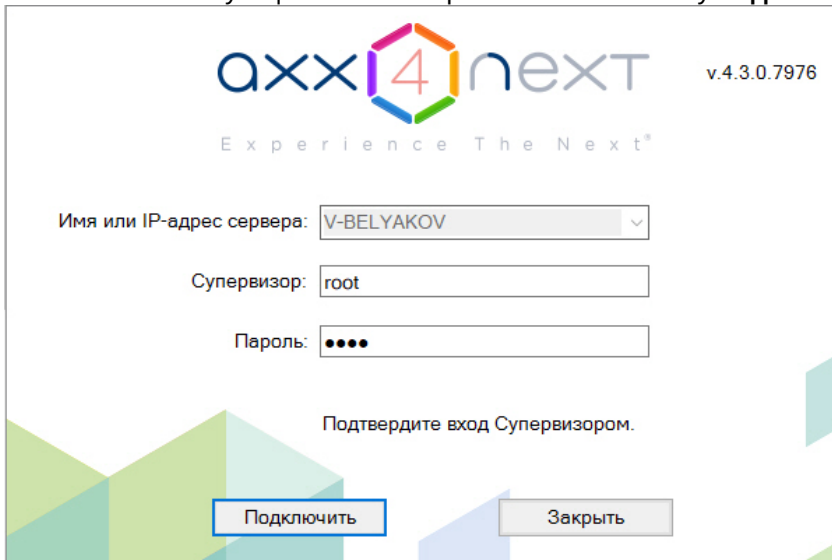 axx4next
v.4.3.0.7976
Experience The Next®
Имя или IP-адрес сервера: V-BELYAKOV
Супервизор: root
Пароль: ●●●●
Подтвердите вход Супервизором.
Подключить Закрыть